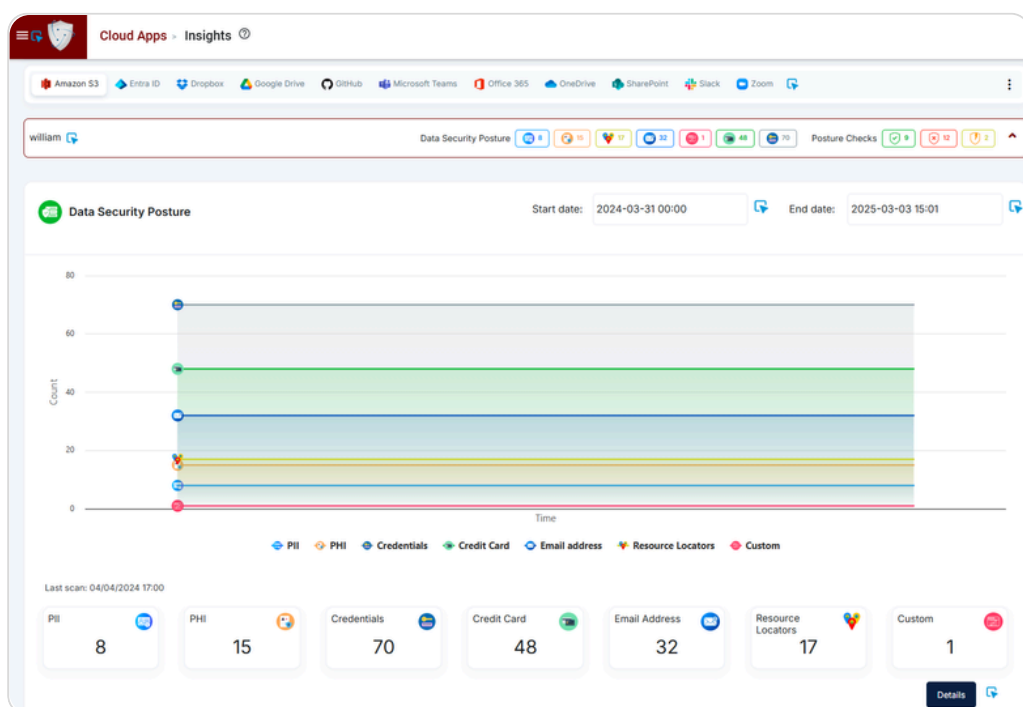 Cloud Apps > Insights
Amazon S3 Entra ID Dropbox Google Drive GitHub Microsoft Teams Office 365 OneDrive SharePoint Slack Zoom
william Data Security Posture 8 15 17 32 1 48 70 Posture Checks 9 12 2
Data Security Posture Start date: 2024-03-31 00:00 End date: 2025-03-03 15:01
80
60
40
20
0
Count
Time
PII PHI Credentials Credit Card Email address Resource Locators Custom
Last scan: 04/04/2024 17:00
PII
8
PHI
15
Credentials
70
Credit Card
48
Email Address
32
Resource
Locators
17
Custom
1
Details